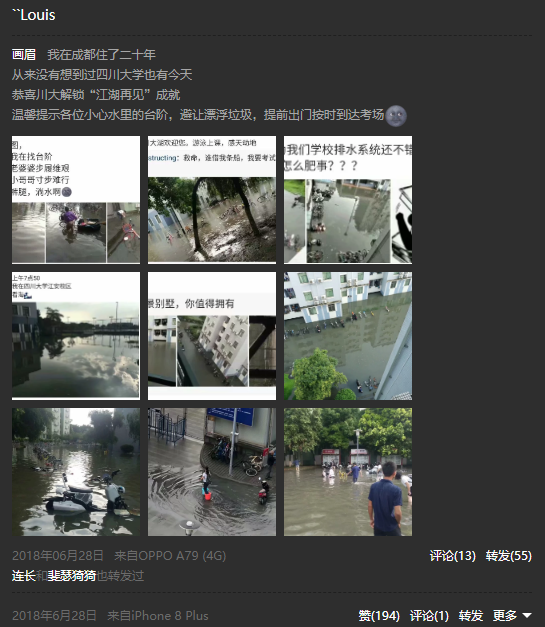 ``Louis
画眉 我在成都住了二十年
从来没有想到过四川大学也有今天
恭喜川大解锁“江湖再见”成就
温馨提示各位小心水里的台阶，避让漂浮垃圾，提前出门按时到达考场
我在找台阶
老婆婆步履维艰
小哥哥寸步难行
裤腿，滴水啊
大湖欢迎您，游泳上课，感天动地
structing：救命，谁借我条船，我要考试
我们学校排水系统还不错
怎么肥事？？？
上午7点50
我在四川大学江安校区
看海
景别墅，你值得拥有
2018年06月28日 来自OPPO A79 (4G)
评论(13) 转发(55)
连长和斐瑟猗猗也转发过
2018年6月28日 来自iPhone 8 Plus
赞(194) 评论(1) 转发 更多